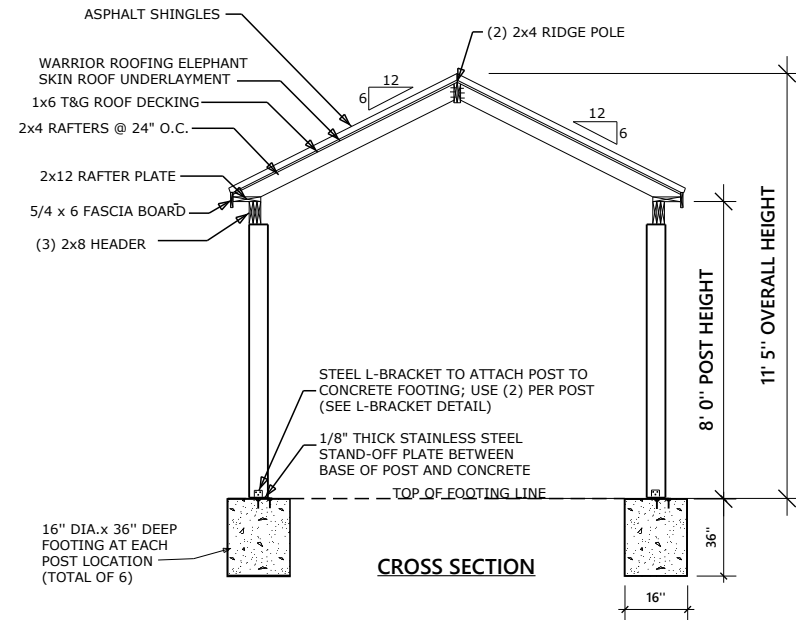 ASPHALT SHINGLES
(2) 2x4 RIDGE POLE
WARRIOR ROOFING ELEPHANT
SKIN ROOF UNDERLAYMENT
12
6
1x6 T&G ROOF DECKING
12
6
2x4 RAFTERS @ 24" O.C.
2x12 RAFTER PLATE
5/4 x 6 FASCIA BOARD
(3) 2x8 HEADER
8' 0" POST HEIGHT
11' 5" OVERALL HEIGHT
STEEL L-BRACKET TO ATTACH POST TO
CONCRETE FOOTING; USE (2) PER POST
(SEE L-BRACKET DETAIL)
1/8" THICK STAINLESS STEEL
STAND-OFF PLATE BETWEEN
BASE OF POST AND CONCRETE
TOP OF FOOTING LINE
16" DIA.x 36" DEEP
FOOTING AT EACH
POST LOCATION
(TOTAL OF 6)
36"
CROSS SECTION
16"